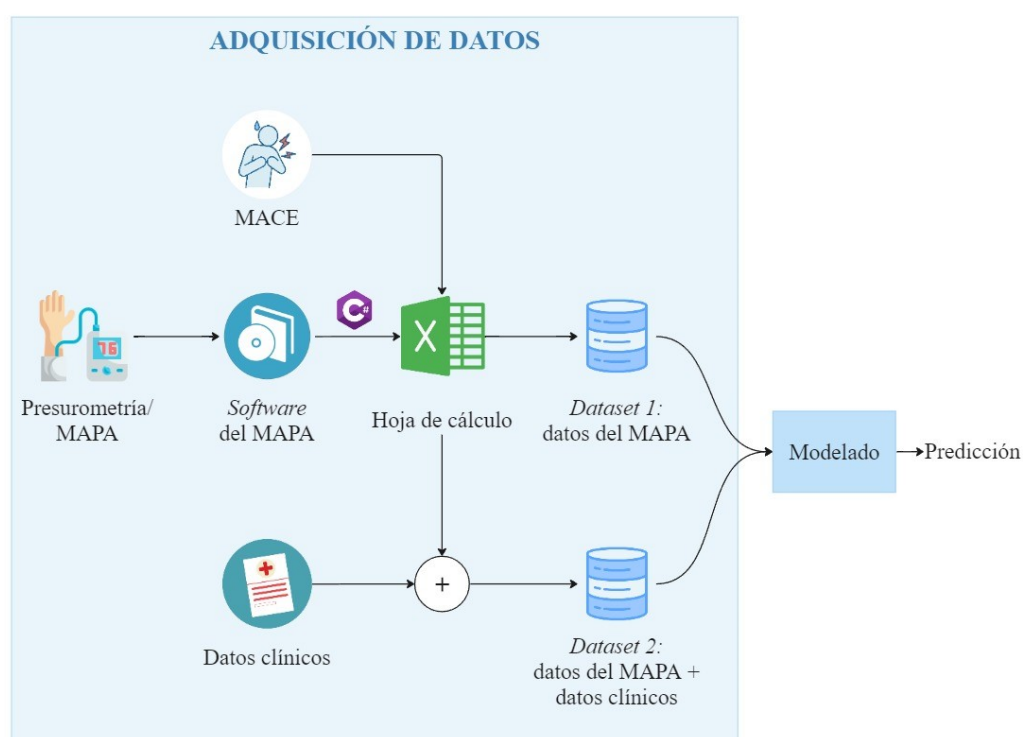 ADQUISICIÓN DE DATOS
MACE
76
C#
X
Presurometría/
MAPA
Software
del MAPA
Hoja de cálculo
Dataset 1:
datos del MAPA
Modelado
Predicción
+
Datos clínicos
Dataset 2:
datos del MAPA +
datos clínicos